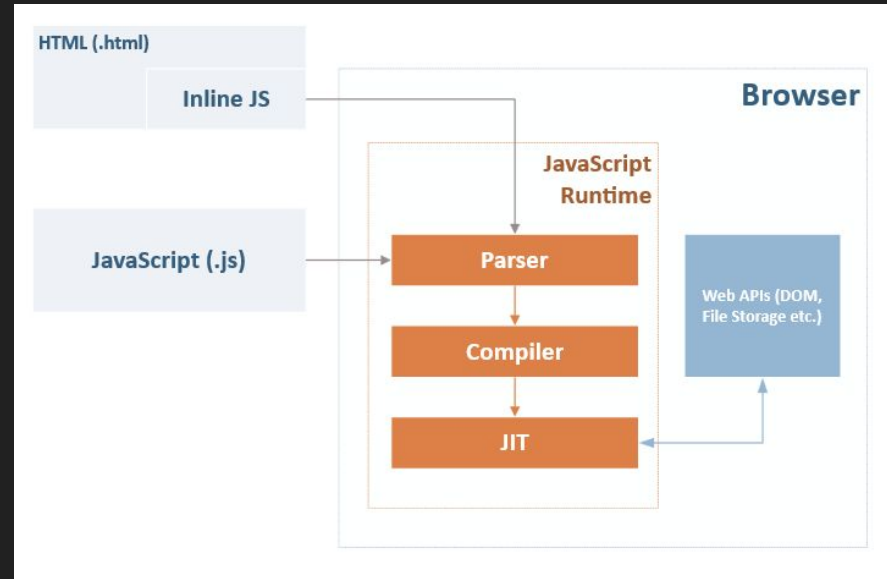 HTML (.html)
Inline JS
Browser
JavaScript
Runtime
JavaScript (.js)
Parser
Web APIs (DOM,
File Storage etc.)
Compiler
JIT